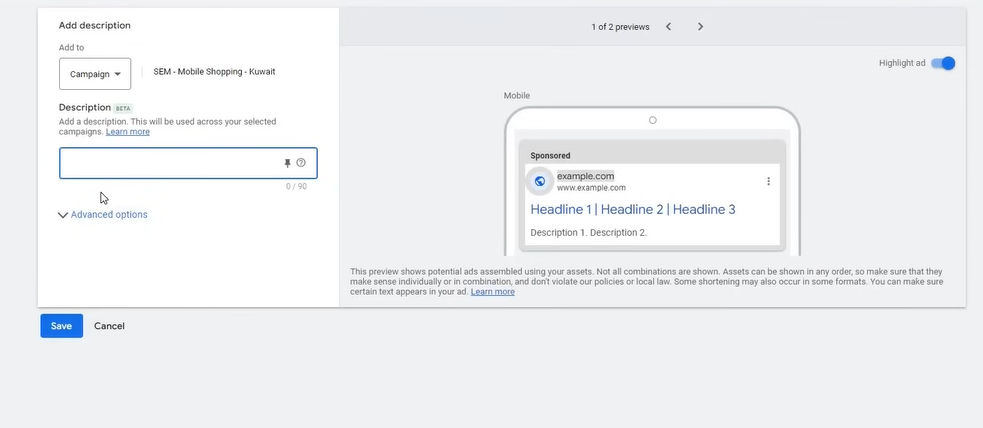 Add description
Add to
Campaign
SEM - Mobile Shopping - Kuwait
Description BETA
Add a description. This will be used across your selected
campaigns. Learn more
0 / 90
Advanced options
Save
Cancel
1 of 2 previews
Highlight ad
Mobile
Sponsored
example.com
www.example.com
Headline 1 | Headline 2 | Headline 3
Description 1. Description 2.
This preview shows potential ads assembled using your assets. Not all combinations are shown. Assets can be shown in any order, so make sure that they
make sense individually or in combination, and don't violate our policies or local law. Some shortening may also occur in some formats. You can make sure
certain text appears in your ad. Learn more